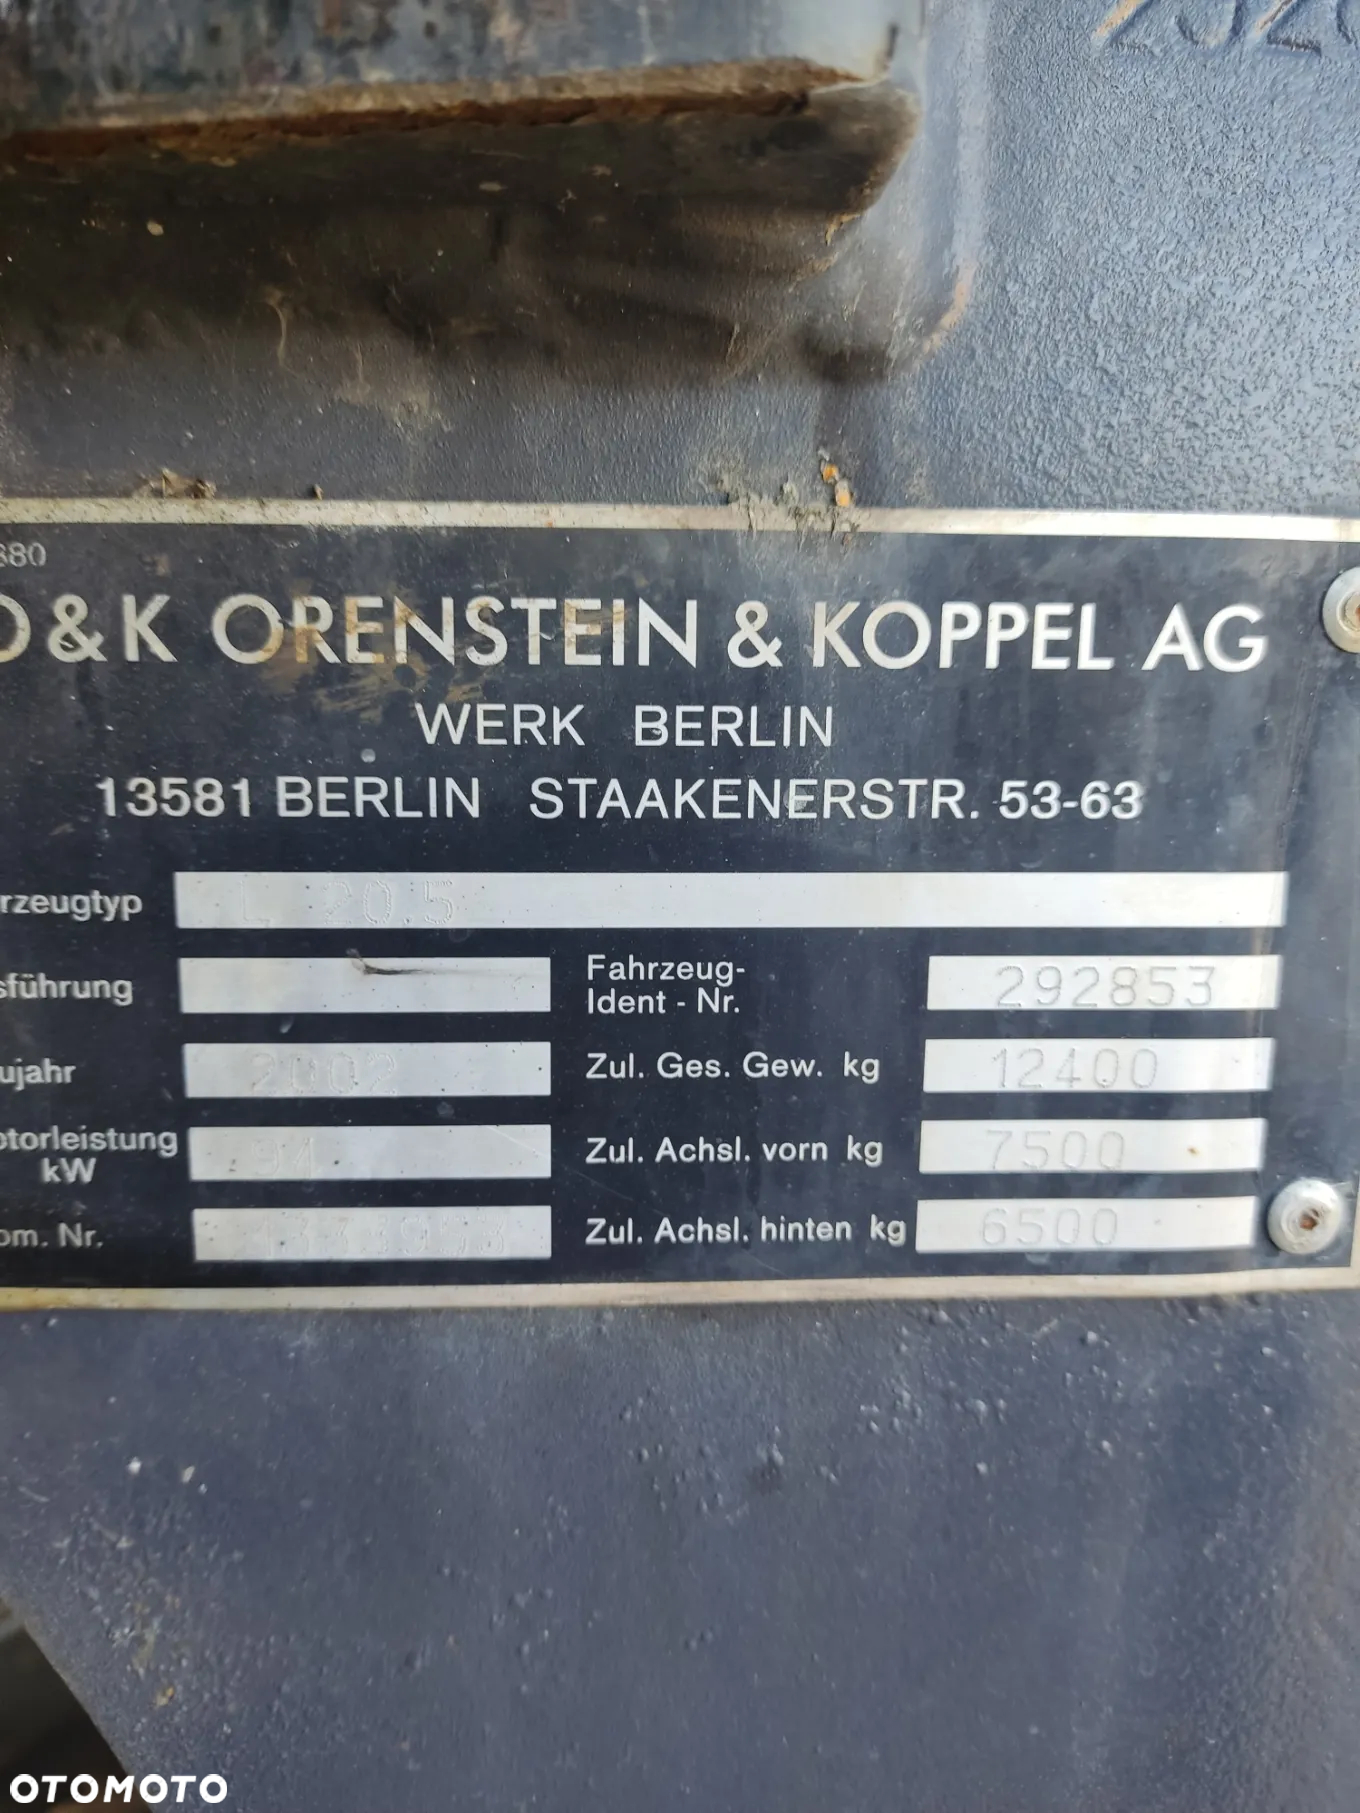 O&K ORENSTEIN & KOPPEL AG
WERK BERLIN
13581 BERLIN STAAKENERSTR. 53-63
rzeugtyp L 20.5
sführung
Fahrzeug-
Ident - Nr. 292853
ujahr 2002
Zul. Ges. Gew. kg 12400
otorleistung
kW 94
Zul. Achsl. vorn kg 7500
om. Nr.
Zul. Achsl. hinten kg 6500
OTOMOTO